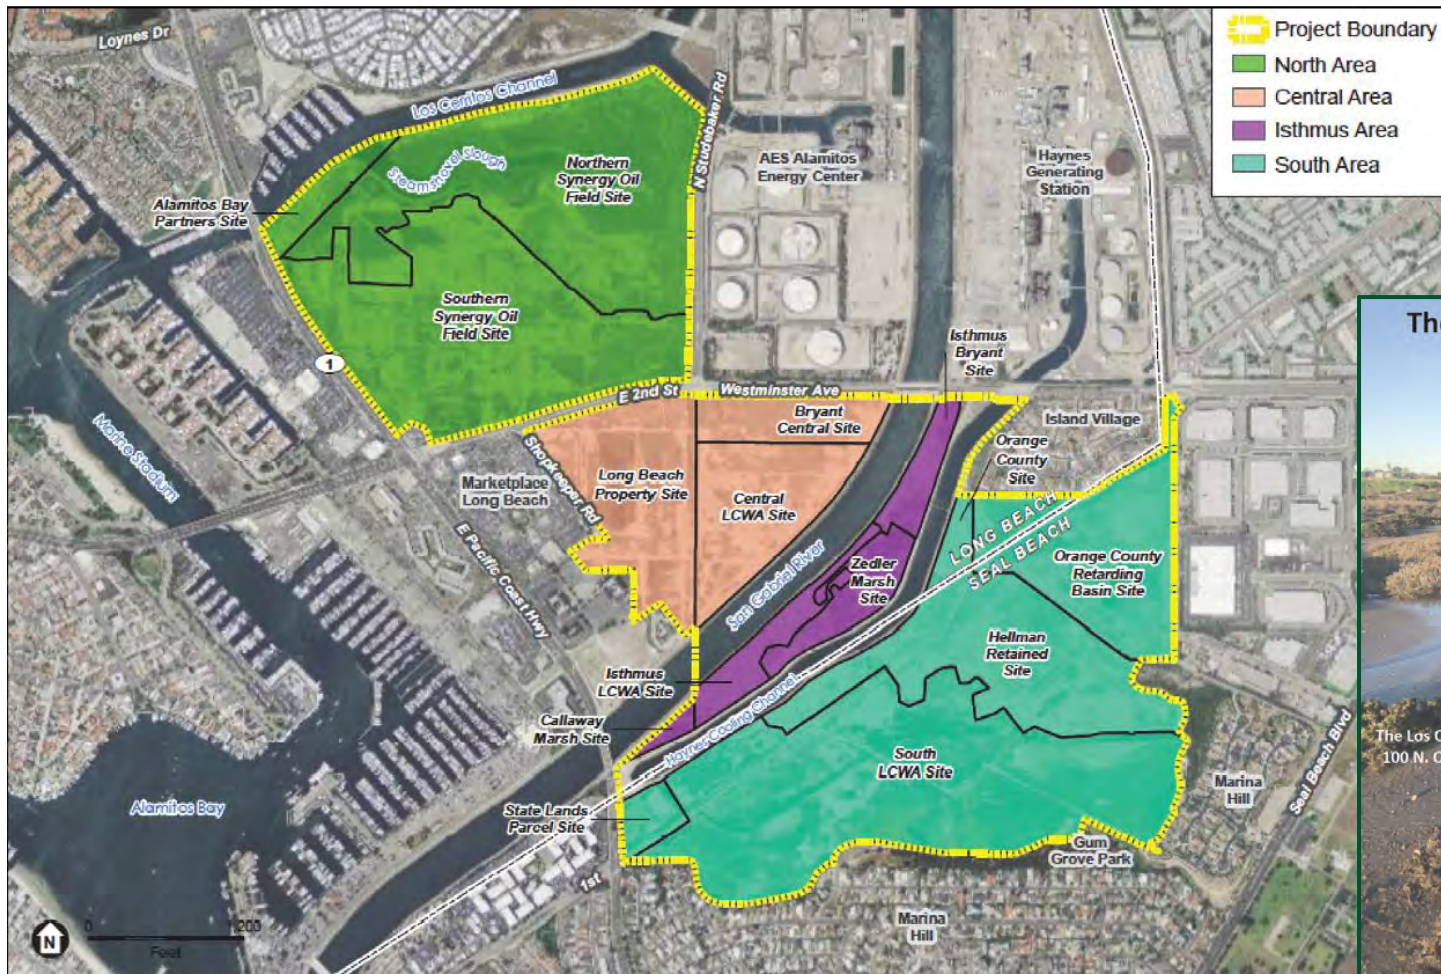 Project Boundary
North Area
Central Area
Isthmus Area
South Area
Loynes Dr
Los Cerritos Channel
Steamshovel Slough
Northern
Synergy Oil
Field Site
N Studebaker Rd
AES Alamitos
Energy Center
Haynes
Generating
Station
Alamitos Bay
Partners Site
Southern
Synergy Oil
Field Site
1
Isthmus
Bryant
Site
E 2nd St
Westminster Ave
Bryant
Central Site
Island Village
Orange
County
Site
Marine Stadium
Shopkeeper Rd
Marketplace
Long Beach
Long Beach
Property Site
Central
LCWA Site
E Pacific Coast Hwy
San Gabriel River
Zedler
Marsh
Site
LONG BEACH
SEAL BEACH
Orange County
Retarding
Basin Site
Hellman
Retained
Site
Isthmus
LCWA Site
Callaway
Marsh Site
Haynes Cooling Channel
South
LCWA Site
State Lands
Parcel Site
Alamitos Bay
1st
Marina
Hill
Seal Beach Blvd
Gum
Grove Park
Marina
Hill
N
0 1,200
Feet
The Los C
100 N. C